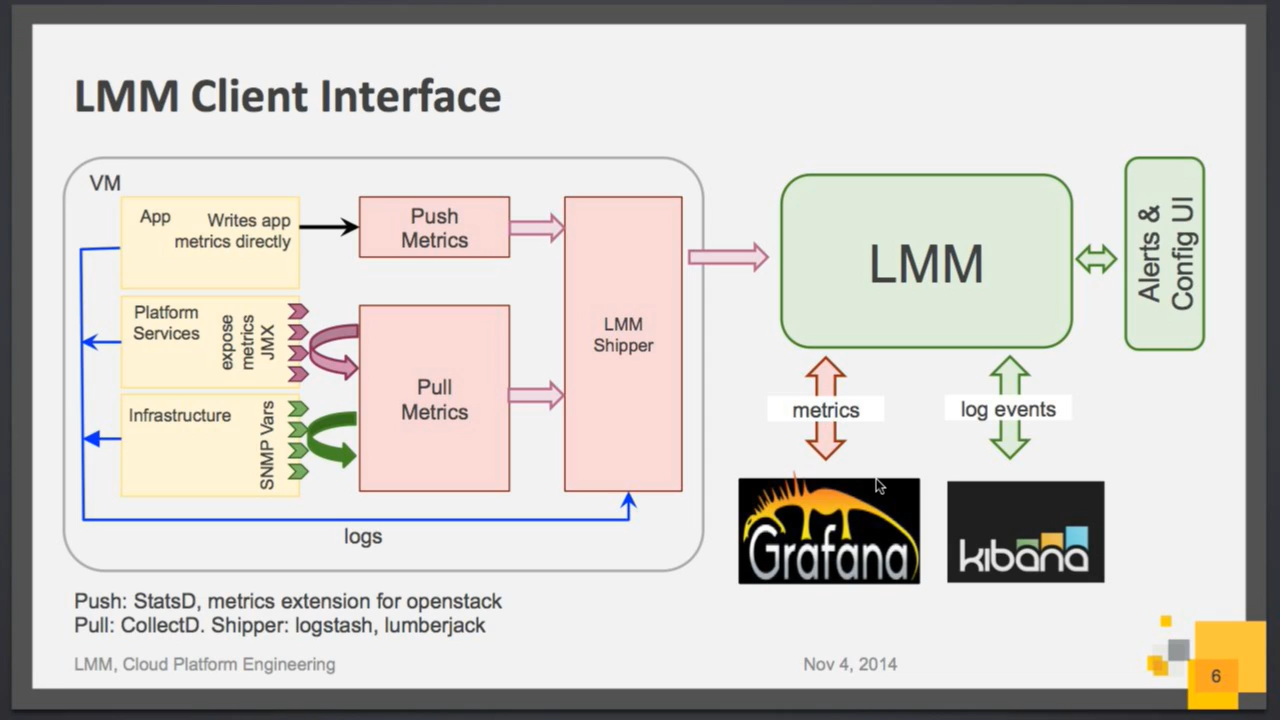 LMM Client Interface
VM
App
Writes app
metrics directly
Push
Metrics
Platform
Services
expose
metrics
JMX
Infrastructure
SNMP Vars
Pull
Metrics
LMM
Shipper
logs
LMM
Alerts &
Config UI
metrics
log events
Grafana
kibana
Push: StatsD, metrics extension for openstack
Pull: CollectD. Shipper: logstash, lumberjack
LMM, Cloud Platform Engineering
Nov 4, 2014
6